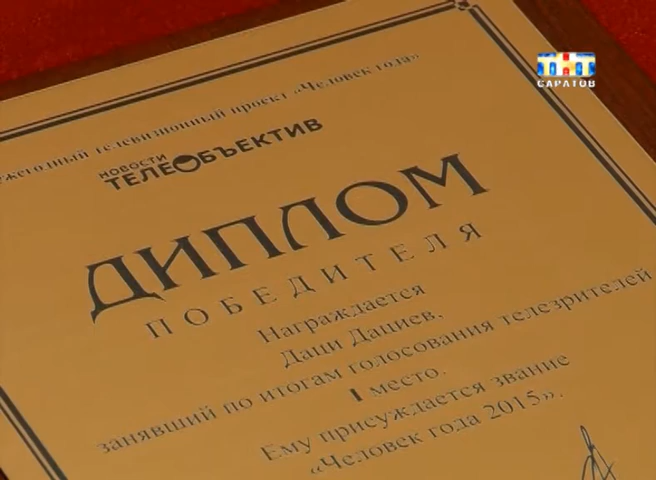 ТНТ
САРАТОВ
ежегодный телевизионный проект «Человек года»
НОВОСТИ
ТЕЛЕОБЪЕКТИВ
ДИПЛОМ
ПОБЕДИТЕЛЯ
Награждается
Даци Дациев,
занявший по итогам голосования телезрителей
I место.
Ему присуждается звание
«Человек года 2015».